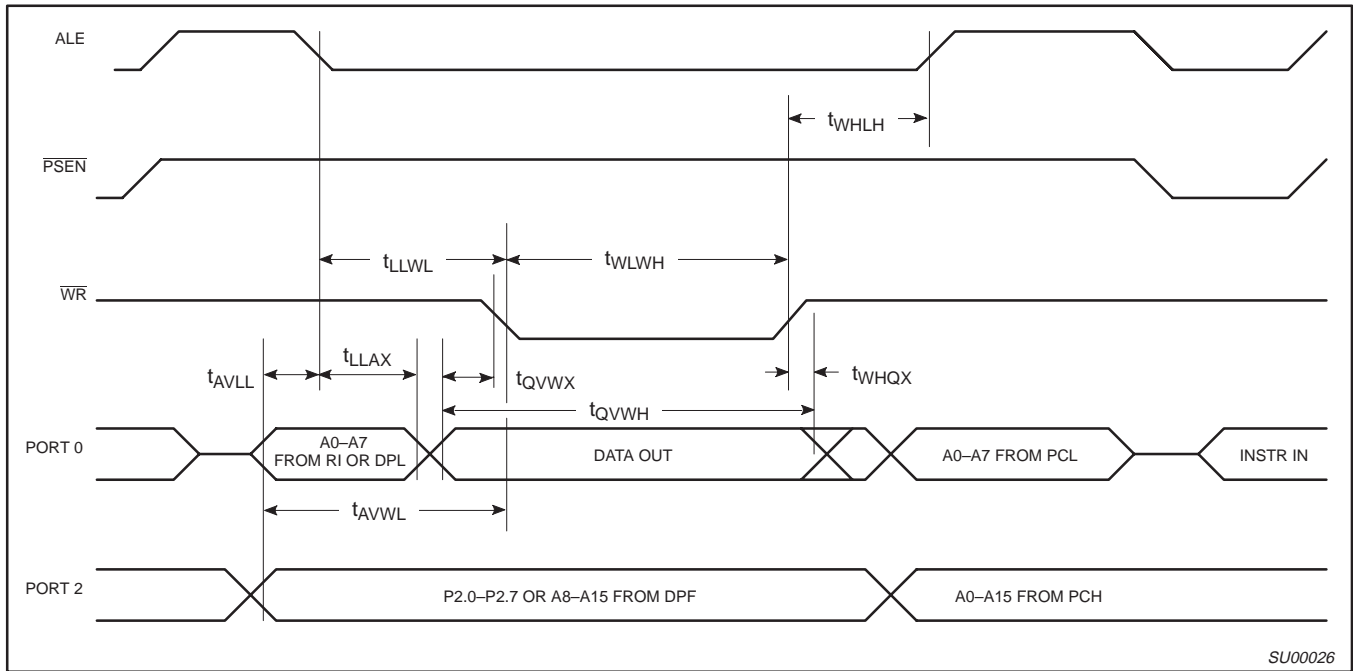 ALE
tWHLH
PSEN
tLLWL
tWLWH
WR
tLLAX
tAVLL
tQVWX
tWHQX
tQVWH
PORT 0
A0–A7
FROM RI OR DPL
DATA OUT
A0–A7 FROM PCL
INSTR IN
tAVWL
PORT 2
P2.0–P2.7 OR A8–A15 FROM DPF
A0–A15 FROM PCH
SU00026